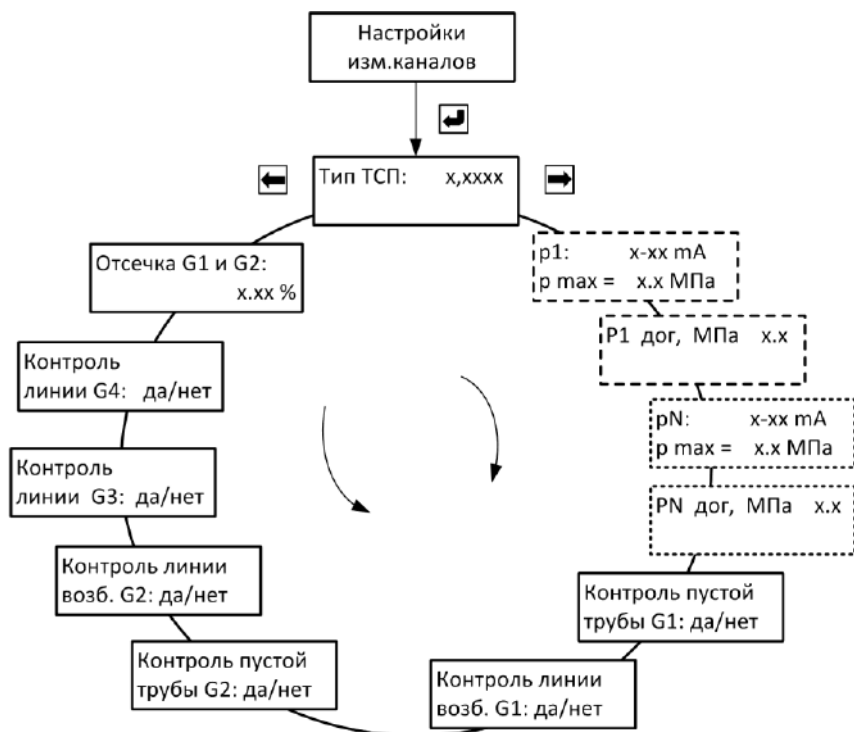 Настройки
изм.каналов
Тип ТСП: x,xxxx
p1: x-xx mA
p max = x.x МПа
P1 дог, МПа x.x
pN: x-xx mA
p max = x.x МПа
PN дог, МПа x.x
Контроль пустой
трубы G1: да/нет
Контроль линии
возб. G1: да/нет
Контроль пустой
трубы G2: да/нет
Контроль линии
возб. G2: да/нет
Контроль
линии G3: да/нет
Контроль
линии G4: да/нет
Отсечка G1 и G2:
x.xx %